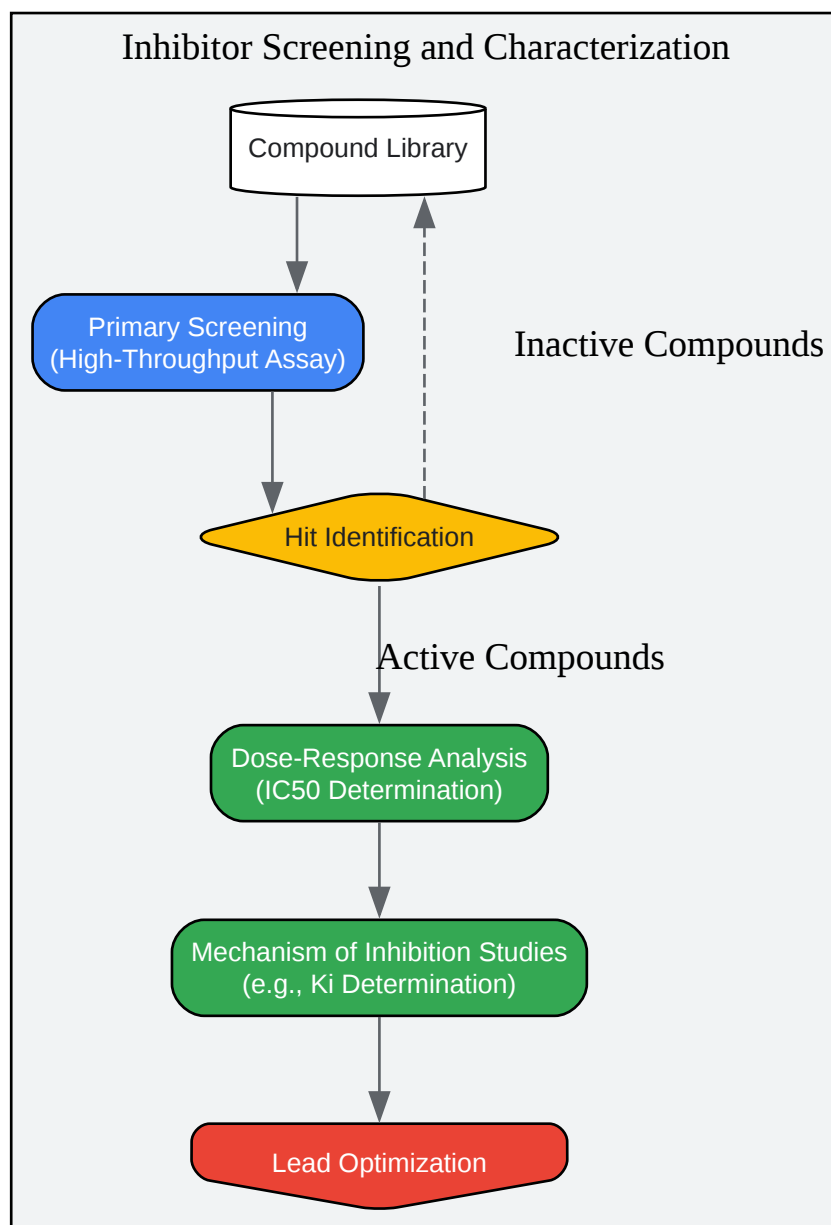 Inhibitor Screening and Characterization
Compound Library
Primary Screening
(High-Throughput Assay)
Inactive Compounds
Hit Identification
Active Compounds
Dose-Response Analysis
(IC50 Determination)
Mechanism of Inhibition Studies
(e.g., Ki Determination)
Lead Optimization